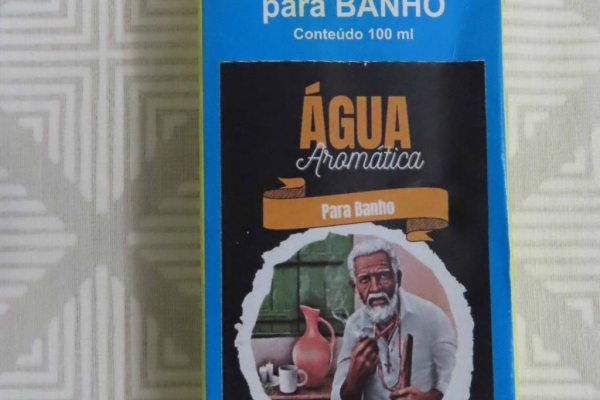 para BANHO
Conteúdo 100 ml
ÁGUA
Aromática
Para Banho